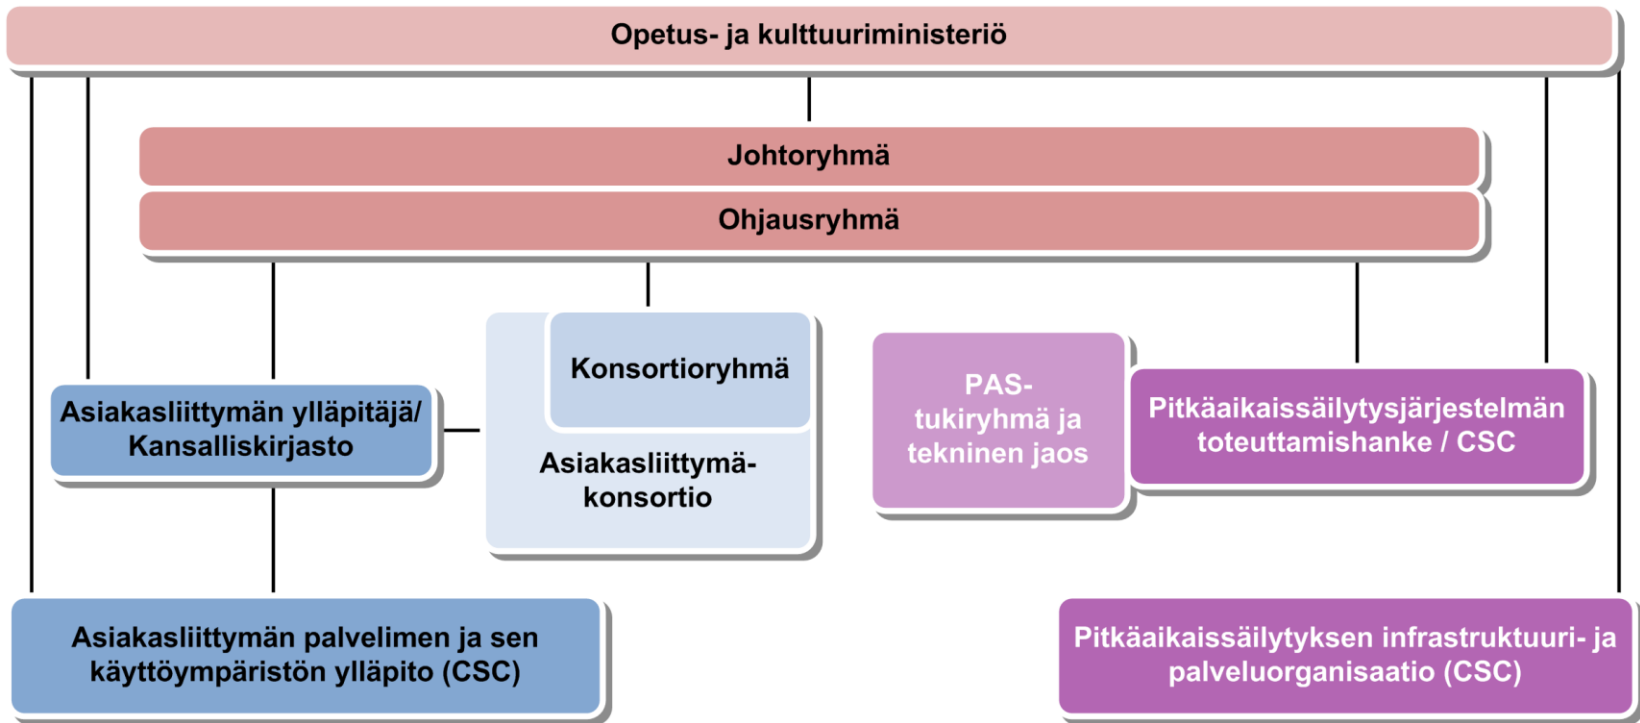 Opetus- ja kulttuuriministeriö
Johtoryhmä
Ohjausryhmä
Asiakasliittymän ylläpitäjä/
Kansalliskirjasto
Konsortioryhmä
Asiakasliittymä-
konsortio
PAS-
tukiryhmä ja
tekninen jaos
Pitkäaikaissäilytysjärjestelmän
toteuttamishanke / CSC
Asiakasliittymän palvelimen ja sen
käyttöympäristön ylläpito (CSC)
Pitkäaikaissäilytyksen infrastruktuuri- ja
palveluorganisaatio (CSC)